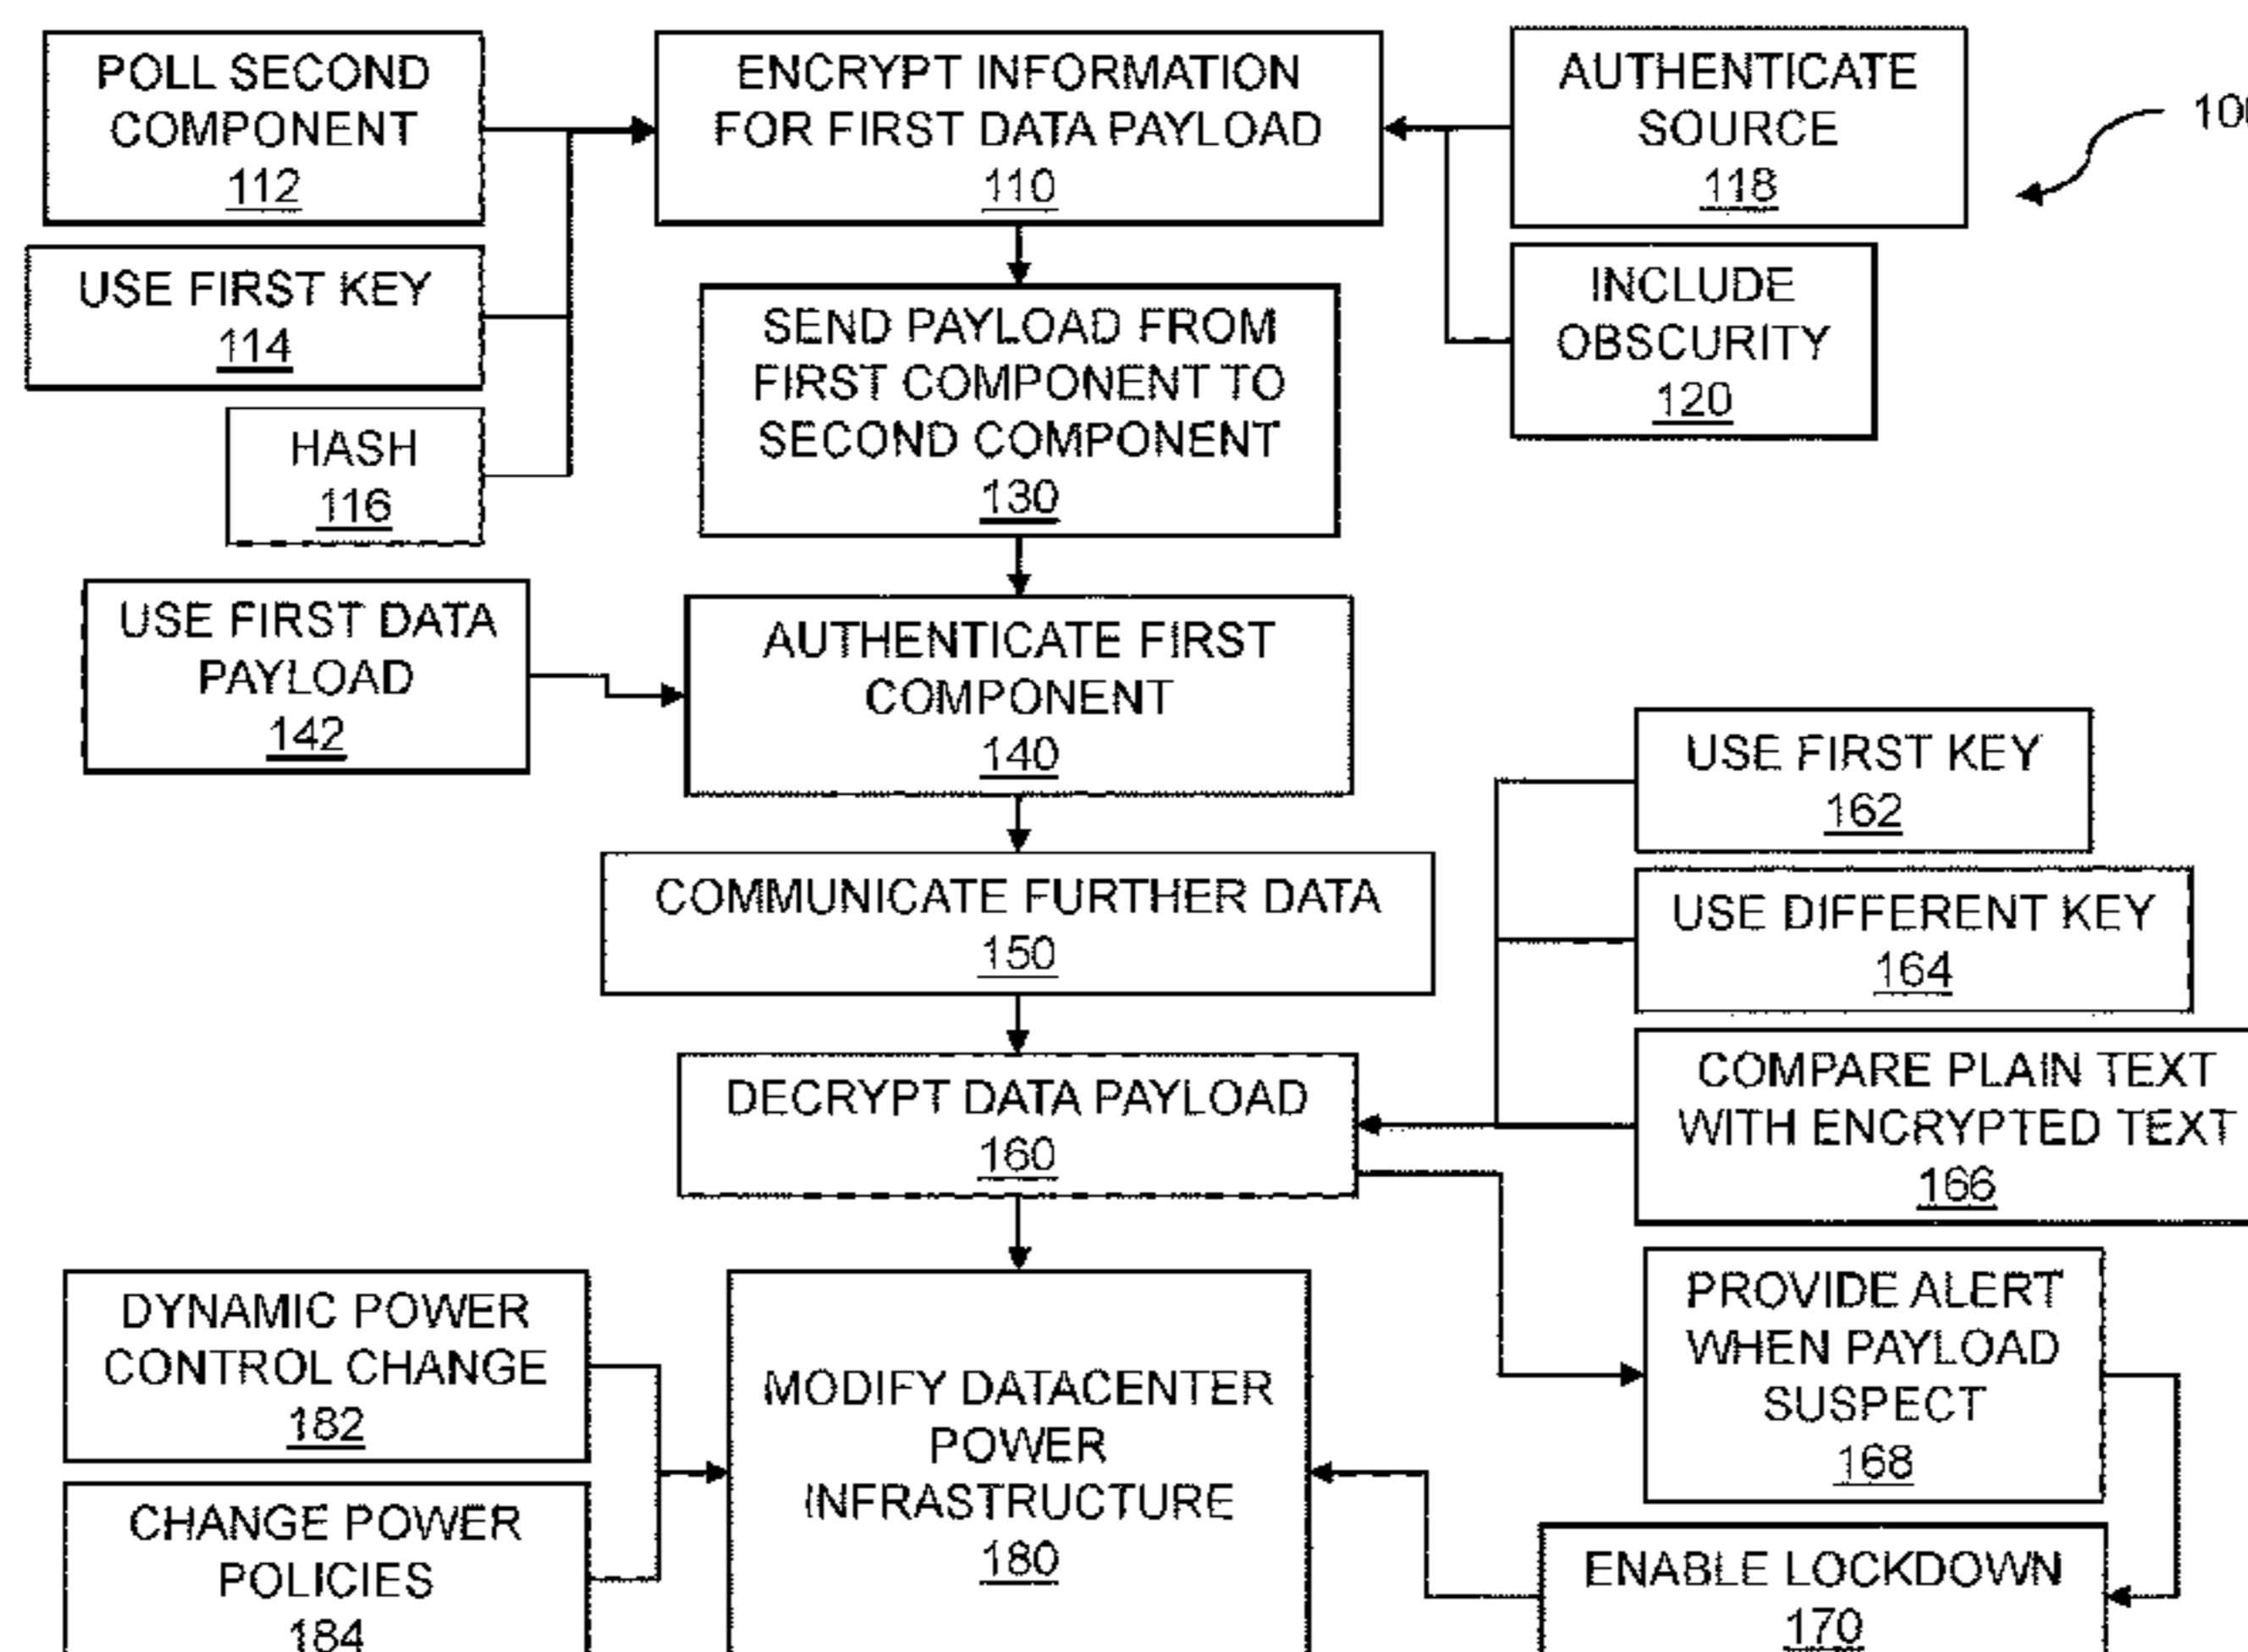 POLL SECOND
COMPONENT
112
ENCRYPT INFORMATION
FOR FIRST DATA PAYLOAD
110
AUTHENTICATE
SOURCE
118
USE FIRST KEY
114
INCLUDE
OBSCURITY
120
HASH
116
SEND PAYLOAD FROM
FIRST COMPONENT TO
SECOND COMPONENT
130
USE FIRST DATA
PAYLOAD
142
AUTHENTICATE FIRST
COMPONENT
140
COMMUNICATE FURTHER DATA
150
USE FIRST KEY
162
USE DIFFERENT KEY
164
COMPARE PLAIN TEXT
WITH ENCRYPTED TEXT
166
DECRYPT DATA PAYLOAD
160
PROVIDE ALERT
WHEN PAYLOAD
SUSPECT
168
ENABLE LOCKDOWN
170
DYNAMIC POWER
CONTROL CHANGE
182
CHANGE POWER
POLICIES
184
MODIFY DATACENTER
POWER
INFRASTRUCTURE
180